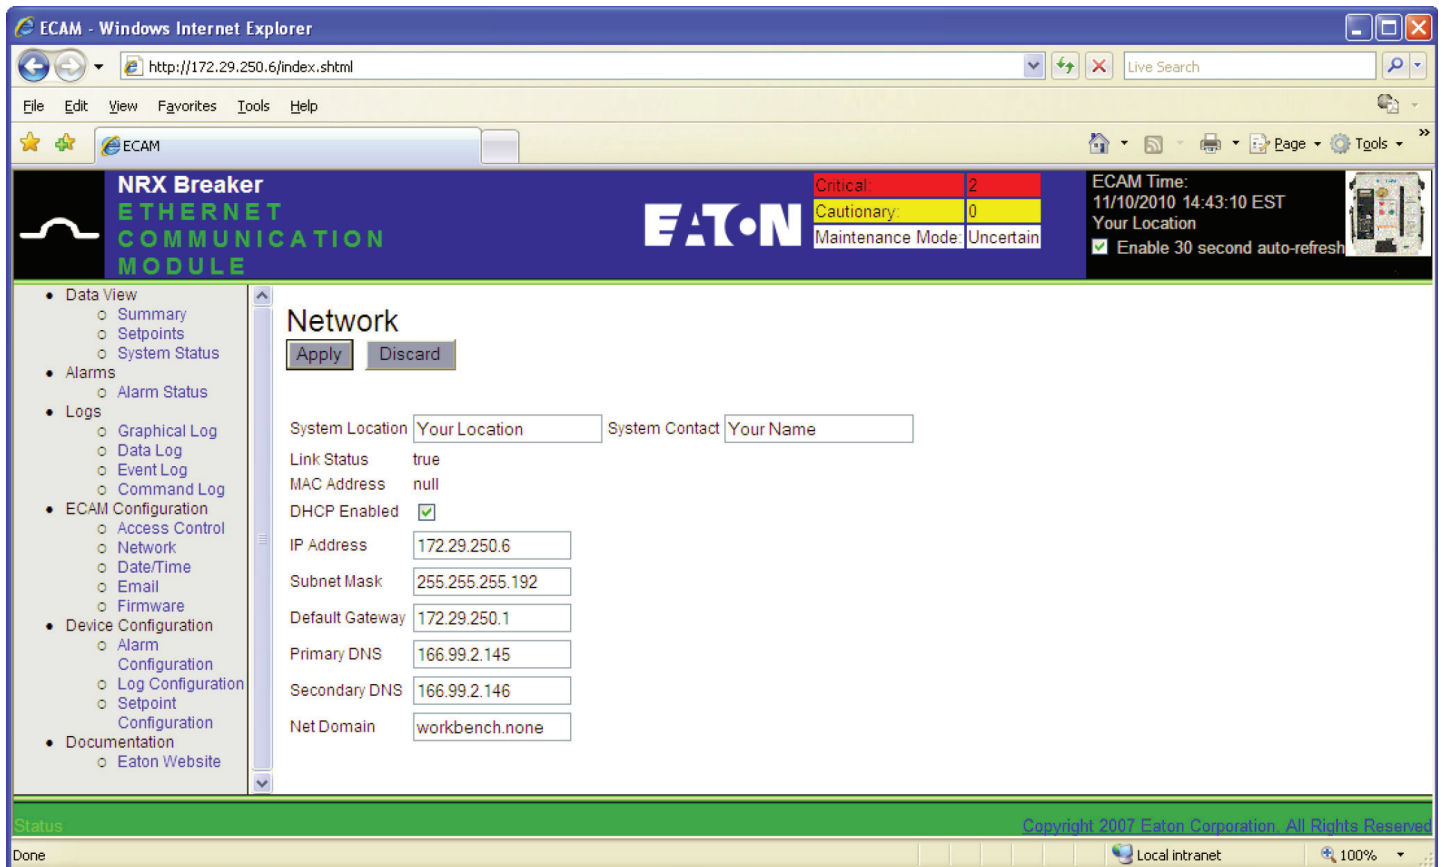 ECAM - Windows Internet Explorer
http://172.29.250.6/index.shtml
Live Search
File Edit View Favorites Tools Help
ECAM
Page Tools
NRX Breaker
ETHERNET
COMMUNICATION
MODULE
EATON
Critical: 2
Cautionary: 0
Maintenance Mode: Uncertain
ECAM Time:
11/10/2010 14:43:10 EST
Your Location
Enable 30 second auto-refresh
Data View
Summary
Setpoints
System Status
Alarms
Alarm Status
Logs
Graphical Log
Data Log
Event Log
Command Log
ECAM Configuration
Access Control
Network
Date/Time
Email
Firmware
Device Configuration
Alarm
Configuration
Log Configuration
Setpoint
Configuration
Documentation
Eaton Website
Network
Apply Discard
System Location Your Location System Contact Your Name
Link Status true
MAC Address null
DHCP Enabled
IP Address 172.29.250.6
Subnet Mask 255.255.255.192
Default Gateway 172.29.250.1
Primary DNS 166.99.2.145
Secondary DNS 166.99.2.146
Net Domain workbench.none
Status
Copyright 2007 Eaton Corporation. All Rights Reserved
Done
Local intranet
100%